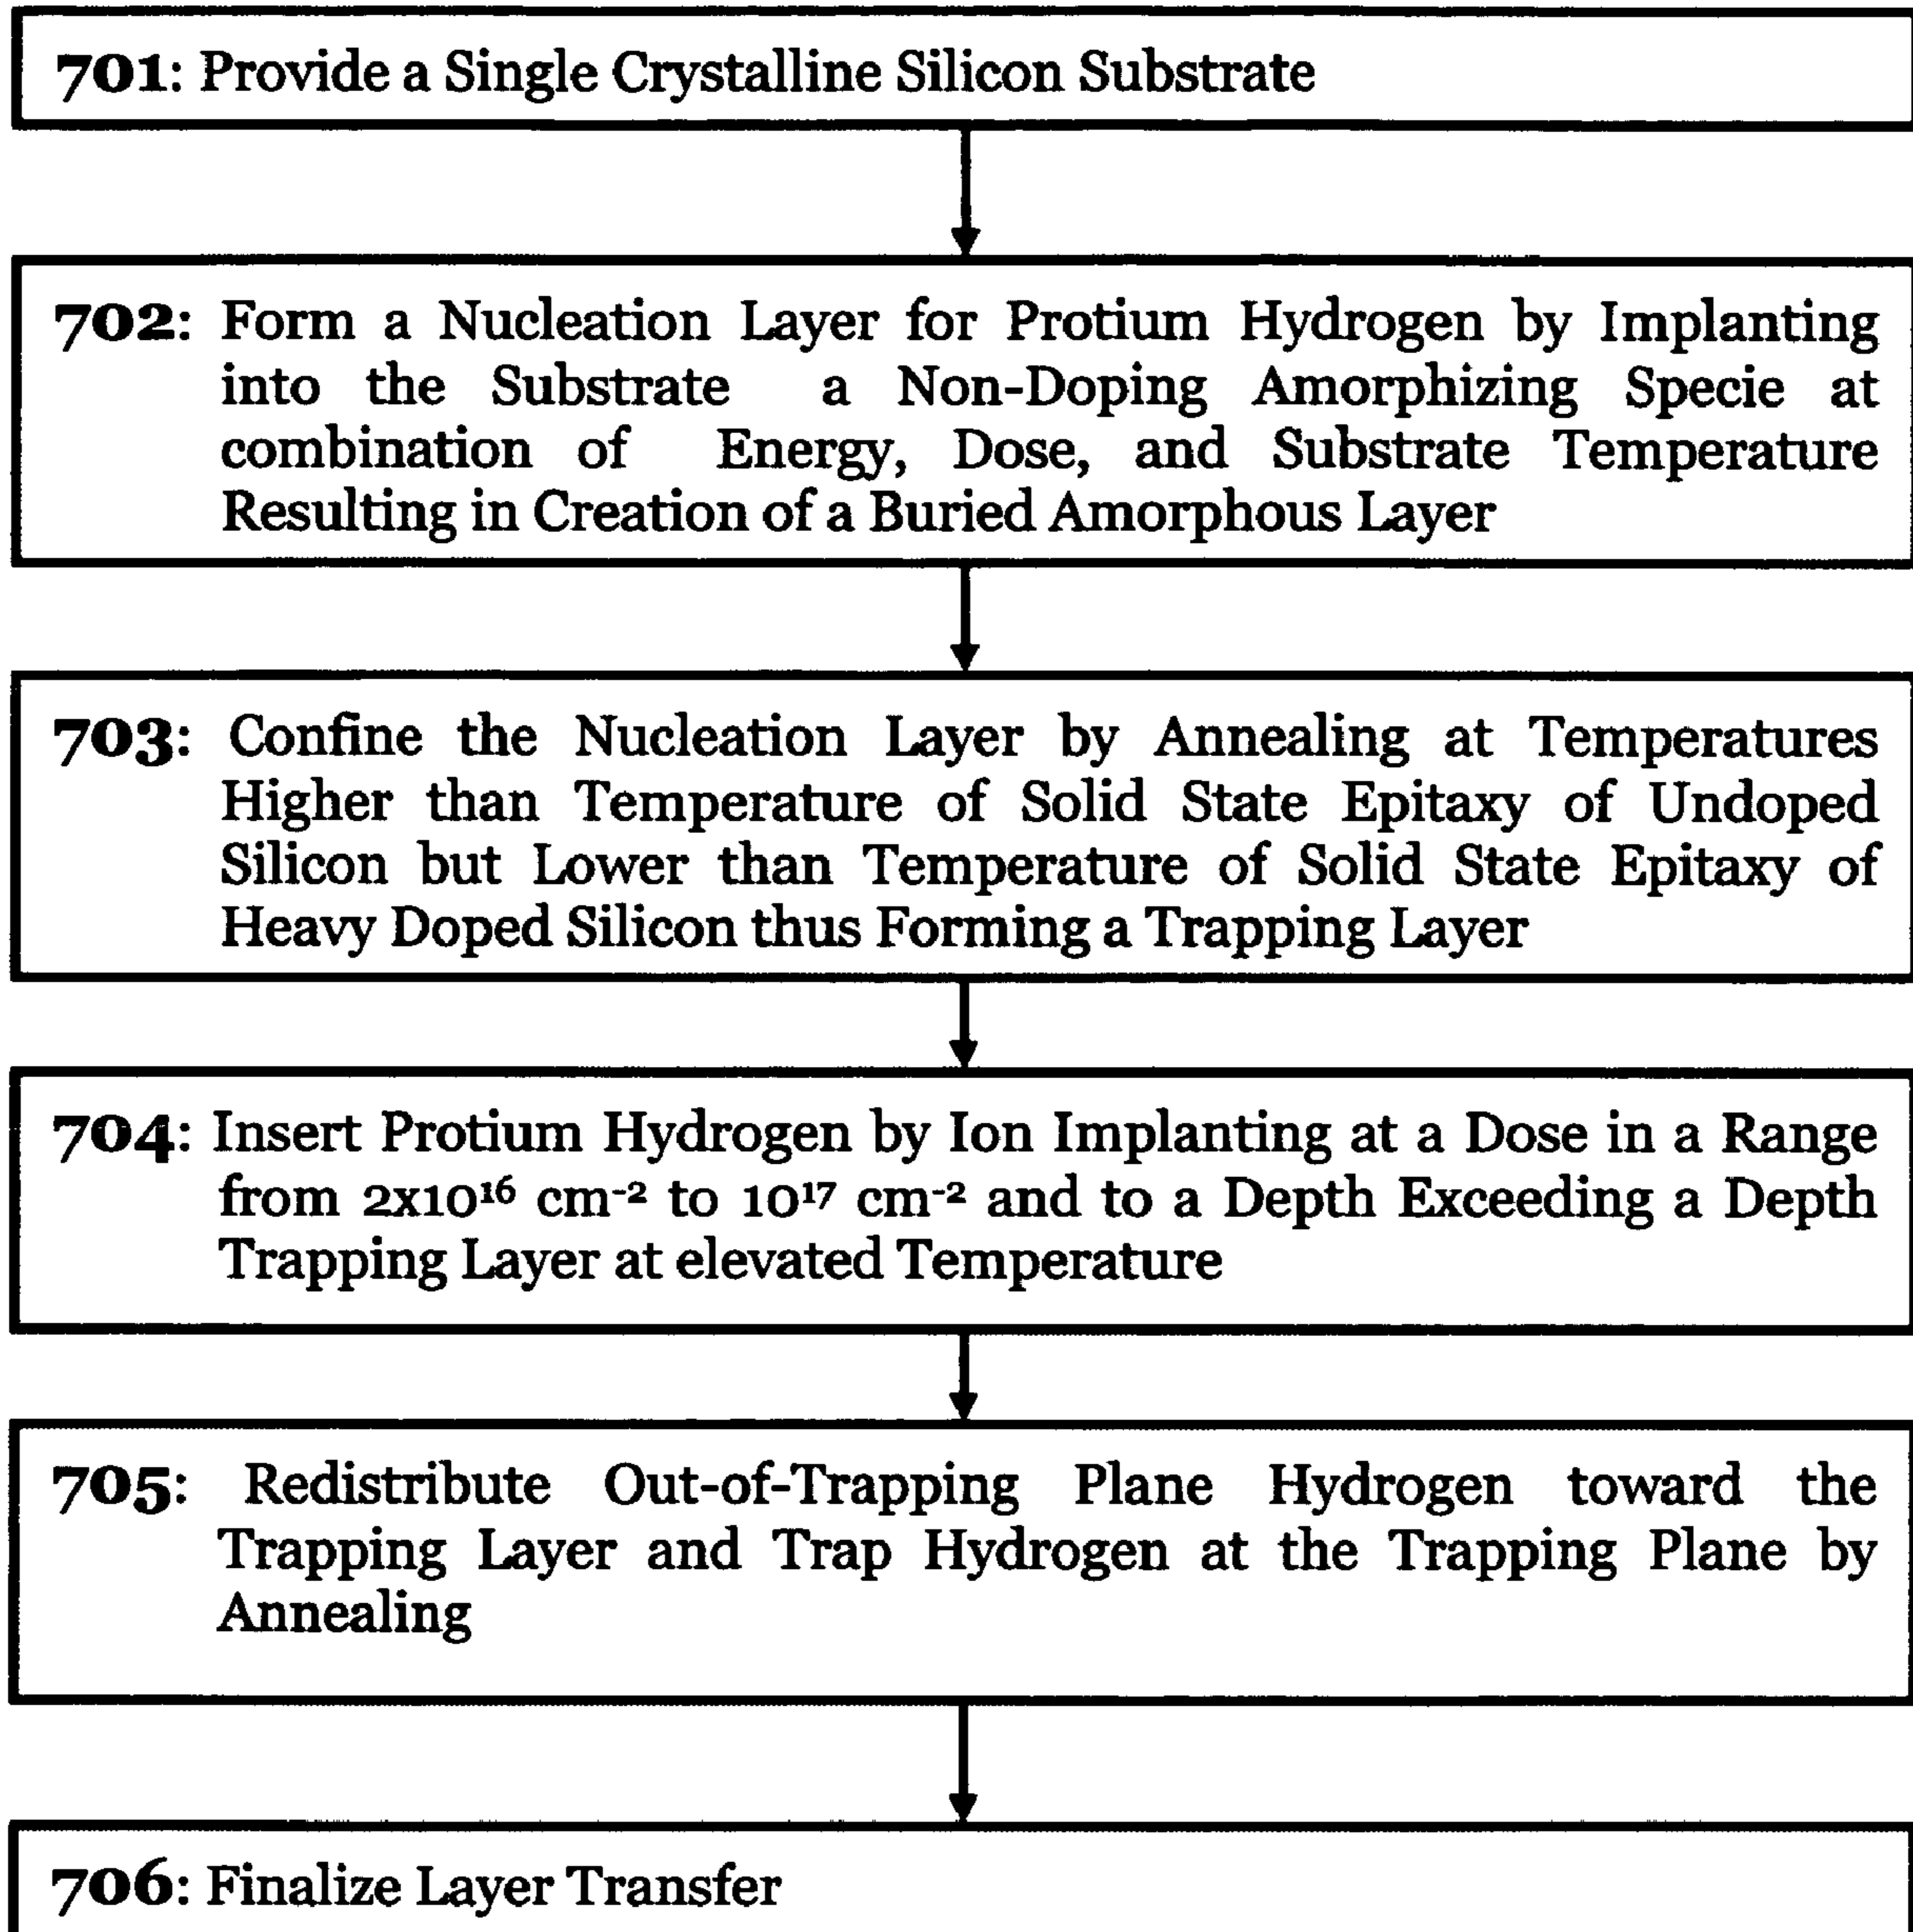 701: Provide a Single Crystalline Silicon Substrate
702: Form a Nucleation Layer for Protium Hydrogen by Implanting
into the Substrate a Non-Doping Amorphizing Specie at
combination of Energy, Dose, and Substrate Temperature
Resulting in Creation of a Buried Amorphous Layer
703: Confine the Nucleation Layer by Annealing at Temperatures
Higher than Temperature of Solid State Epitaxy of Undoped
Silicon but Lower than Temperature of Solid State Epitaxy of
Heavy Doped Silicon thus Forming a Trapping Layer
704: Insert Protium Hydrogen by Ion Implanting at a Dose in a Range
from 2x10¹⁶ cm⁻² to 10¹⁷ cm⁻² and to a Depth Exceeding a Depth
Trapping Layer at elevated Temperature
705: Redistribute Out-of-Trapping Plane Hydrogen toward the
Trapping Layer and Trap Hydrogen at the Trapping Plane by
Annealing
706: Finalize Layer Transfer